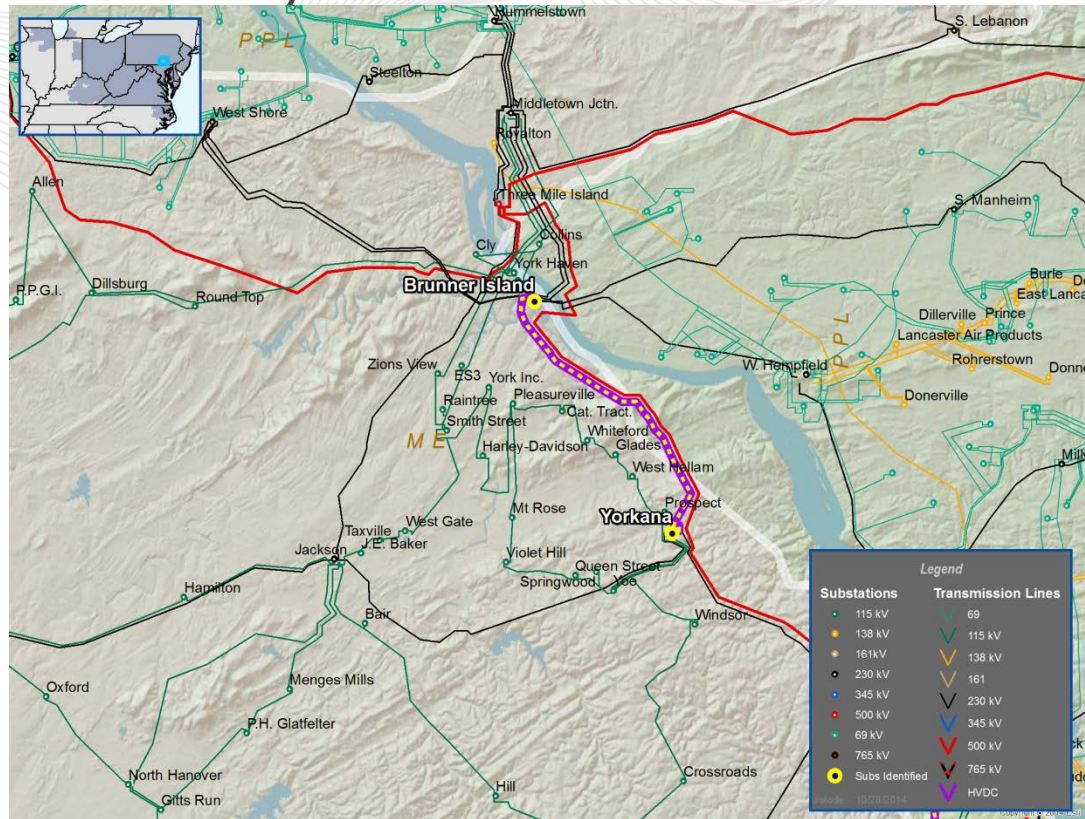 PPL
Hummelstown
S. Lebanon
Steelton
West Shore
Middletown Jctn.
Royalton
Allen
Three Mile Island
S. Manheim
Collins
Cly
York Haven
Brunner Island
P.P.G.I.
Dillsburg
Round Top
Burle
East Lanca
Prince
Dillerville
Lancaster Air Products
PPL
Rohrerstown
Donne
Zions View
ES3
York Inc.
W. Hempfield
Donerville
Raintree
Pleasureville
Cat. Tract.
Smith Street
ME
Harley-Davidson
Whiteford
Glades
West Hellam
Mill
Prospect
Mt Rose
Yorkana
West Gate
Taxville
J.E. Baker
Jackson
Violet Hill
Queen Street
Springwood
Yoe
Hamilton
Bair
Windsor
Menges Mills
Oxford
P.H. Glatfelter
North Hanover
Gitts Run
Hill
Crossroads
Legend
Substations
115 kV
138 kV
161kV
230 kV
345 kV
500 kV
69 kV
765 kV
Subs Identified
Transmission Lines
69
115 kV
138 kV
161
230 kV
345 kV
500 kV
765 kV
HVDC
10/28/2014